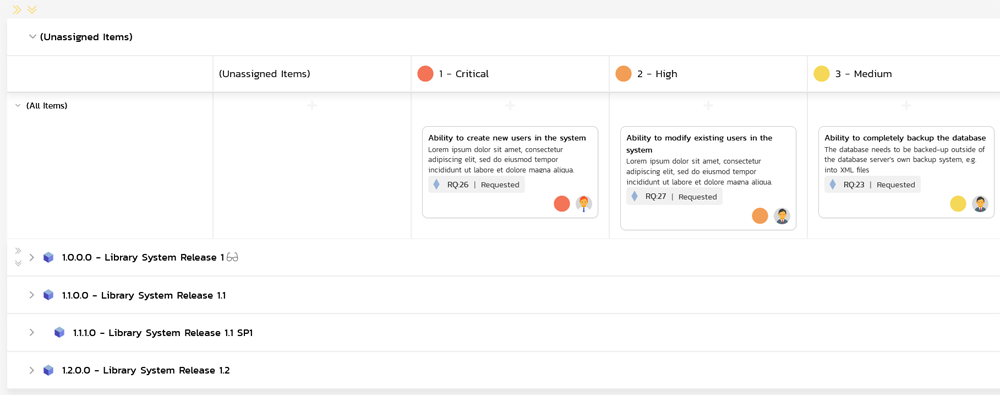 (Unassigned Items)
(Unassigned Items)
1 - Critical
2 - High
3 - Medium
(All Items)
Ability to create new users in the system
Lorem ipsum dolor sit amet, consectetur
adipiscing elit, sed do eiusmod tempor
incididunt ut labore et dolore magna aliqua.
RQ:26 | Requested
Ability to modify existing users in the
system
Lorem ipsum dolor sit amet, consectetur
adipiscing elit, sed do eiusmod tempor
incididunt ut labore et dolore magna aliqua.
RQ:27 | Requested
Ability to completely backup the database
The database needs to be backed-up outside of
the database server's own backup system, e.g.
into XML files
RQ:23 | Requested
1.0.0.0 - Library System Release 1
1.1.0.0 - Library System Release 1.1
1.1.1.0 - Library System Release 1.1 SP1
1.2.0.0 - Library System Release 1.2